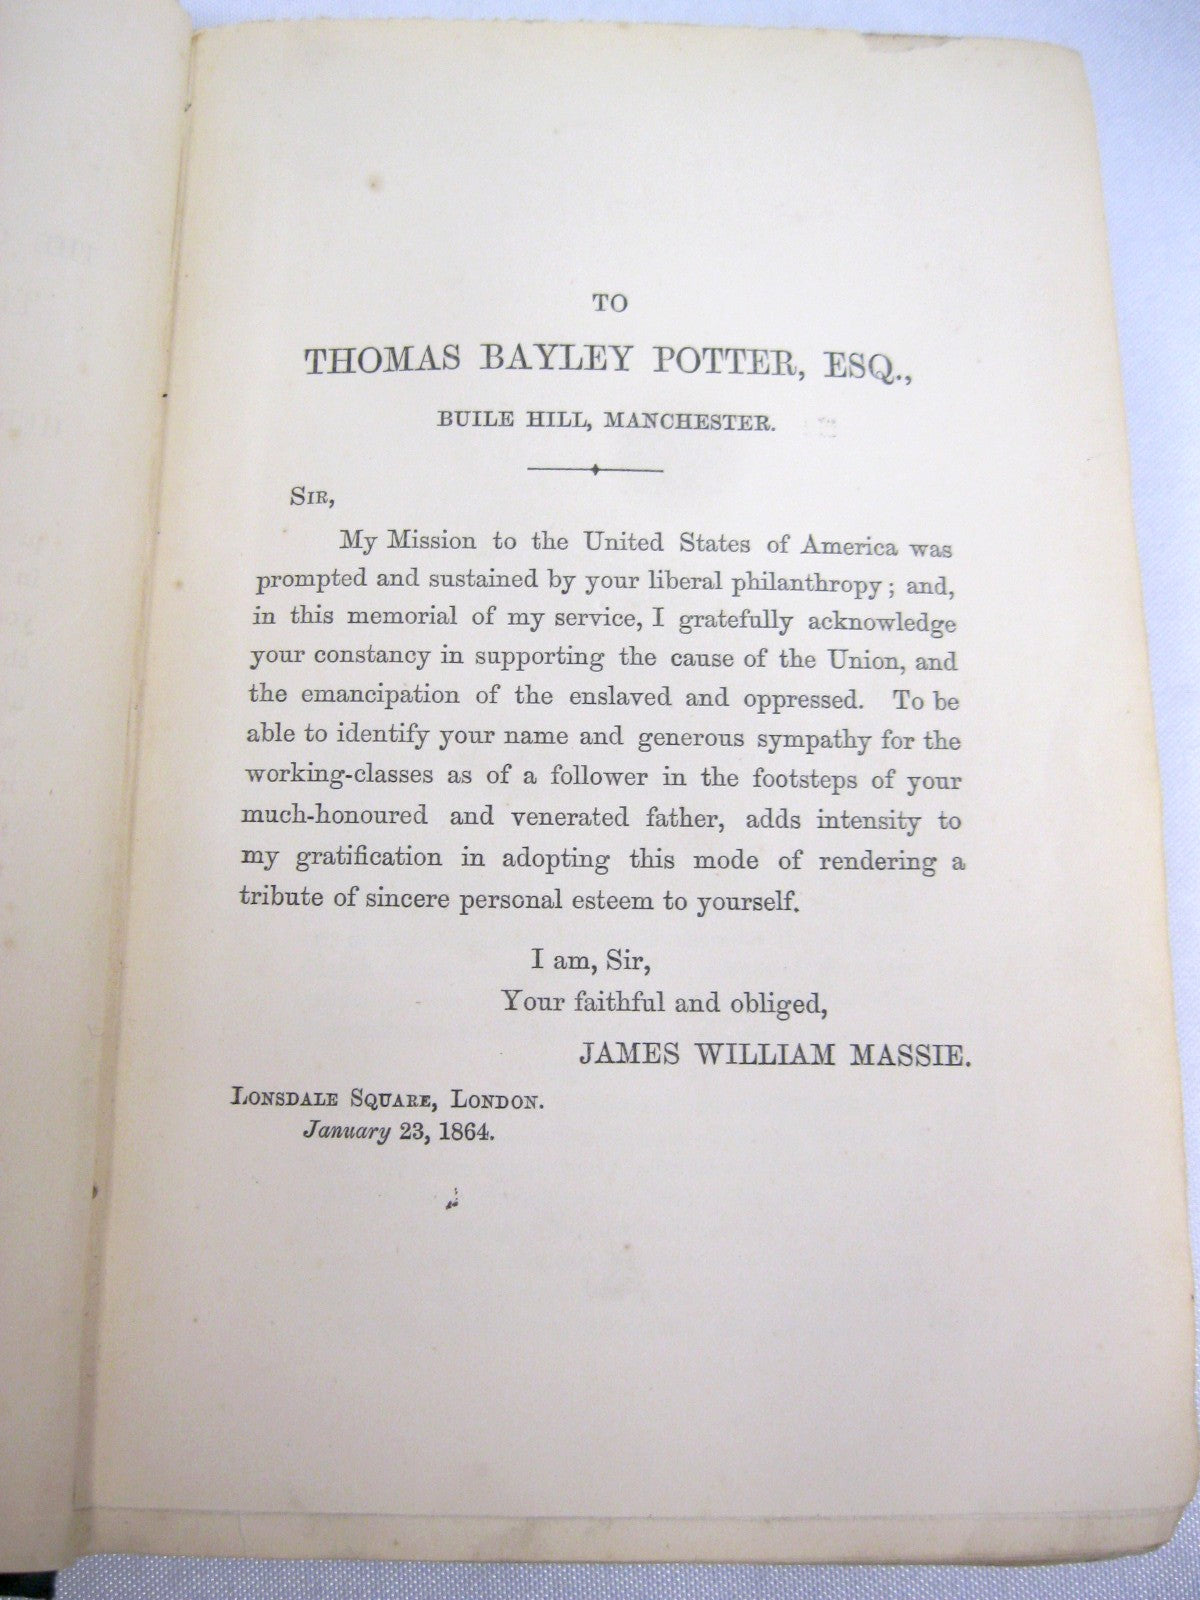 TO
THOMAS BAYLEY POTTER, ESQ.,
BUILE HILL, MANCHESTER.
SIR,
My Mission to the United States of America was
prompted and sustained by your liberal philanthropy; and,
in this memorial of my service, I gratefully acknowledge
your constancy in supporting the cause of the Union, and
the emancipation of the enslaved and oppressed. To be
able to identify your name and generous sympathy for the
working-classes as of a follower in the footsteps of your
much-honoured and venerated father, adds intensity to
my gratification in adopting this mode of rendering a
tribute of sincere personal esteem to yourself.
I am, Sir,
Your faithful and obliged,
JAMES WILLIAM MASSIE.
LONSDALE SQUARE, LONDON.
January 23, 1864.